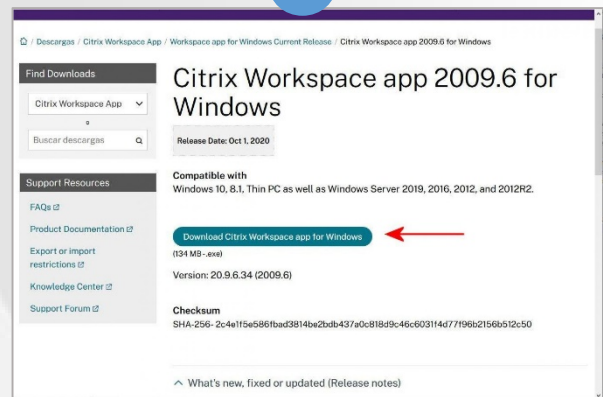 / Descargas / Citrix Workspace App / Workspace app for Windows Current Release / Citrix Workspace app 2009.6 for Windows
Find Downloads
Citrix Workspace App
o
Buscar descargas
Support Resources
FAQs
Product Documentation
Export or import
restrictions
Knowledge Center
Support Forum
Citrix Workspace app 2009.6 for
Windows
Release Date: Oct 1, 2020
Compatible with
Windows 10, 8.1, Thin PC as well as Windows Server 2019, 2016, 2012, and 2012R2.
Download Citrix Workspace app for Windows
(134 MB - .exe)
Version: 20.9.6.34 (2009.6)
Checksum
SHA-256- 2c4e1f5e586fbad3814be2bdb437a0c818d9c46c6031f4d77f96b2156b512c50
What's new, fixed or updated (Release notes)